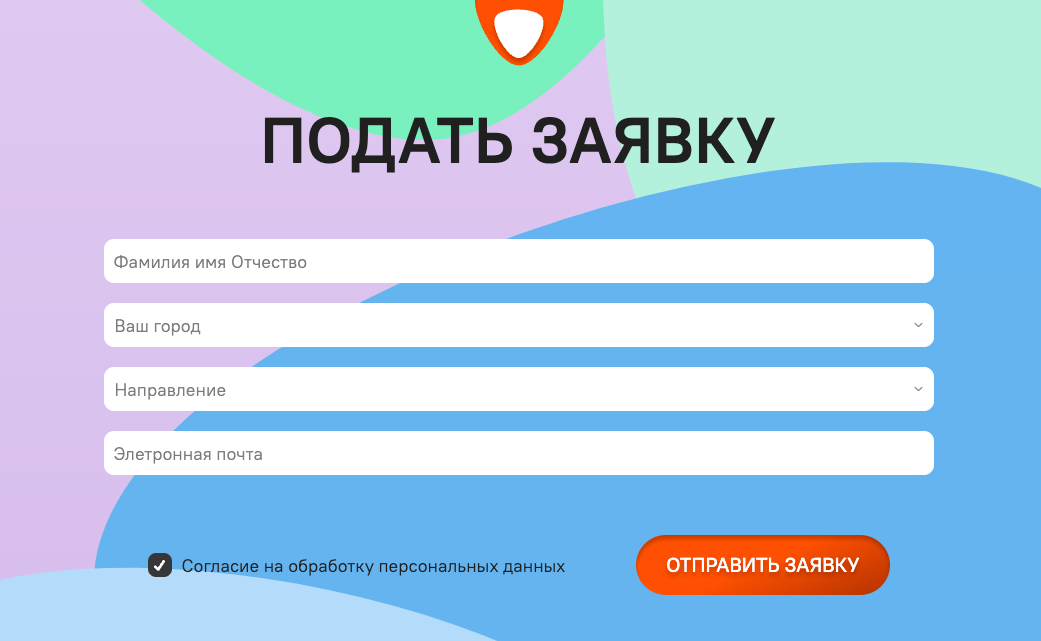 ПОДАТЬ ЗАЯВКУ
Фамилия имя Отчество
Ваш город
Направление
Элетронная почта
Согласие на обработку персональных данных
ОТПРАВИТЬ ЗАЯВКУ